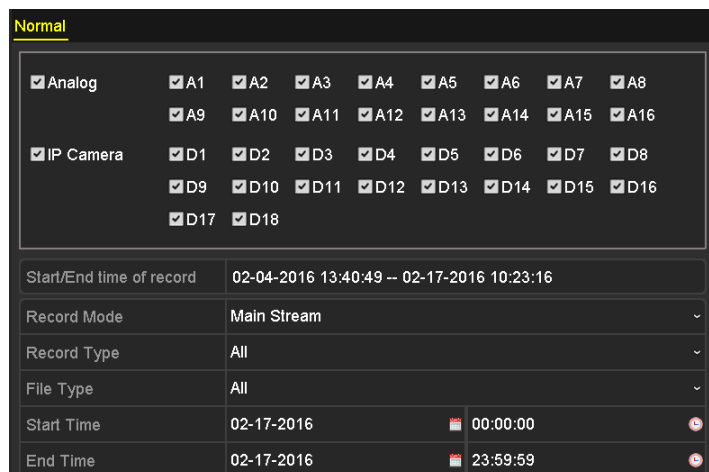 Normal
Analog A1 A2 A3 A4 A5 A6 A7 A8
A9 A10 A11 A12 A13 A14 A15 A16
IP Camera D1 D2 D3 D4 D5 D6 D7 D8
D9 D10 D11 D12 D13 D14 D15 D16
D17 D18
Start/End time of record 02-04-2016 13:40:49 -- 02-17-2016 10:23:16
Record Mode Main Stream
Record Type All
File Type All
Start Time 02-17-2016 00:00:00
End Time 02-17-2016 23:59:59